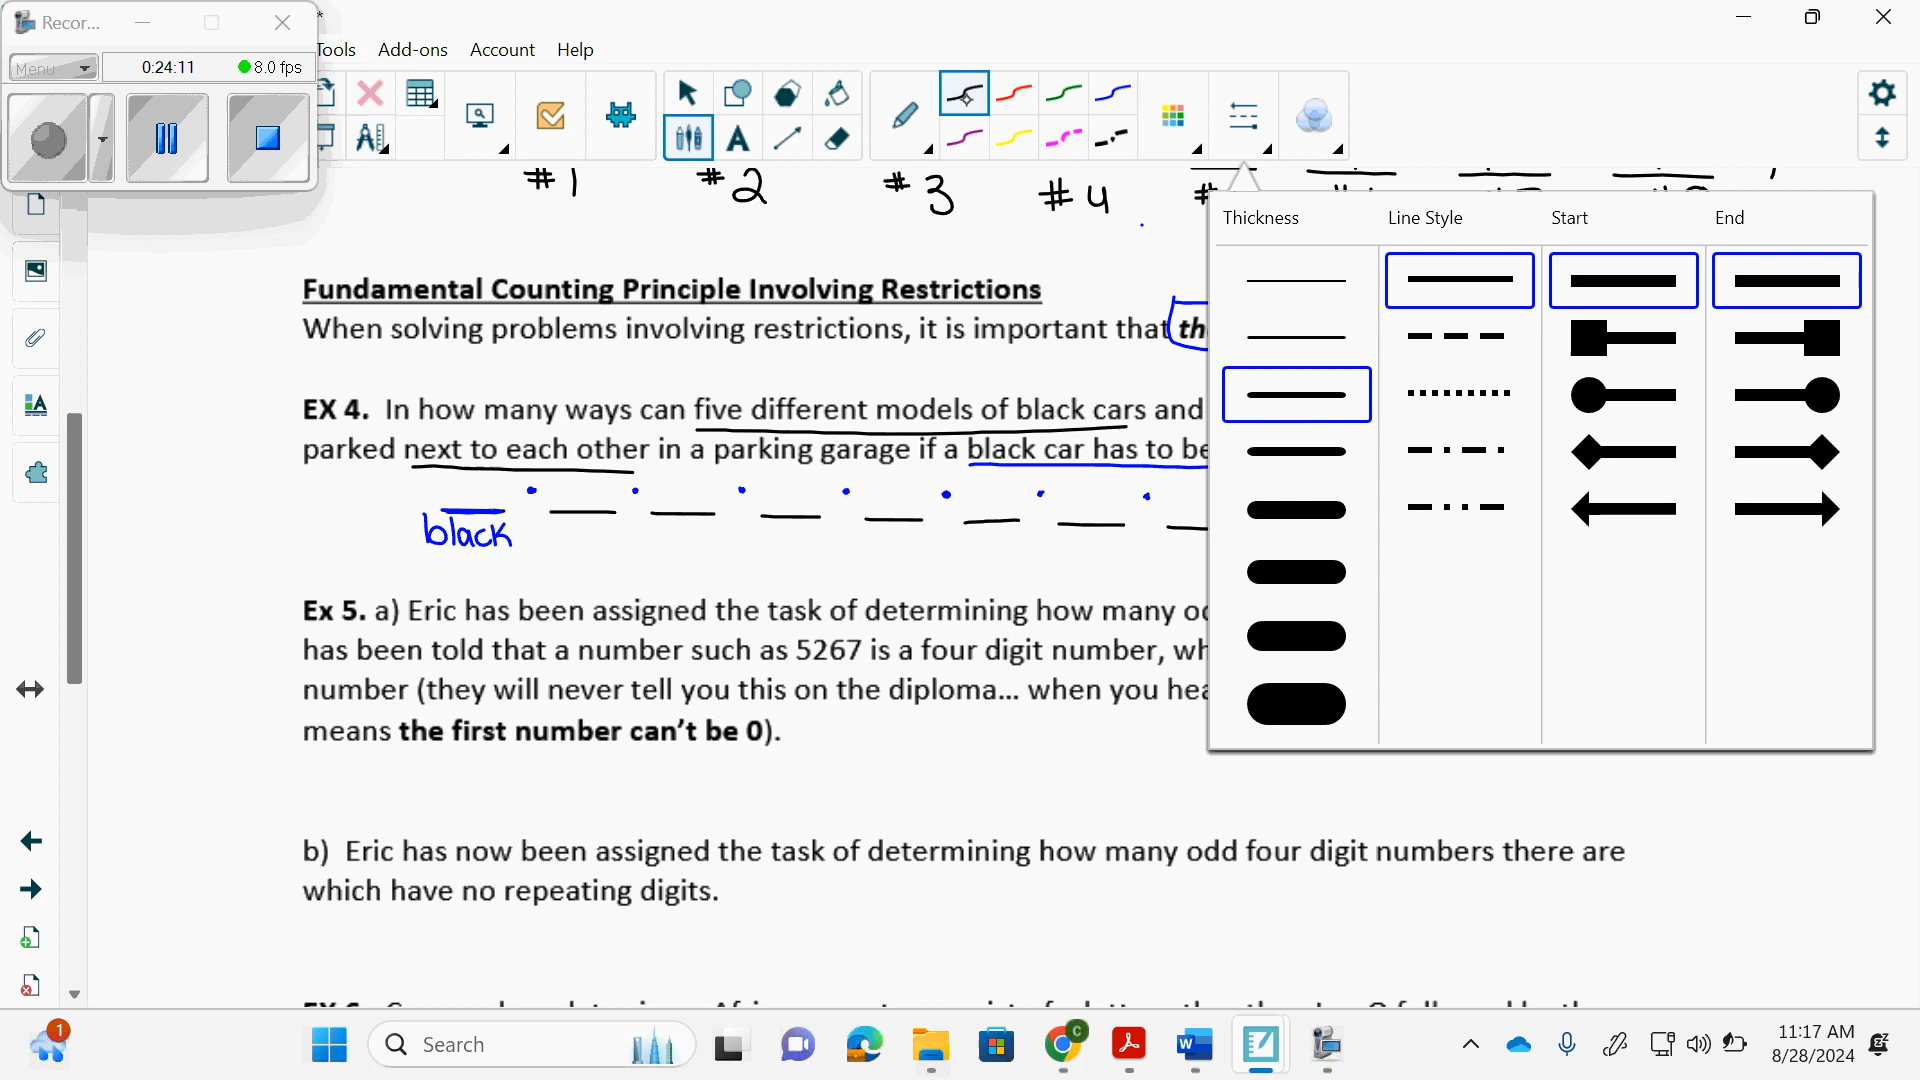 Recor...
*
Tools Add-ons Account Help
Menu 0:24:11 8.0 fps
#1 #2 #3 #4 #
Thickness Line Style Start End
Fundamental Counting Principle Involving Restrictions
When solving problems involving restrictions, it is important that th
EX 4. In how many ways can five different models of black cars and
parked next to each other in a parking garage if a black car has to be
black
Ex 5. a) Eric has been assigned the task of determining how many od
has been told that a number such as 5267 is a four digit number, wh
number (they will never tell you this on the diploma... when you hea
means the first number can't be 0).
b) Eric has now been assigned the task of determining how many odd four digit numbers there are
which have no repeating digits.
1
Search
C
11:17 AM
8/28/2024